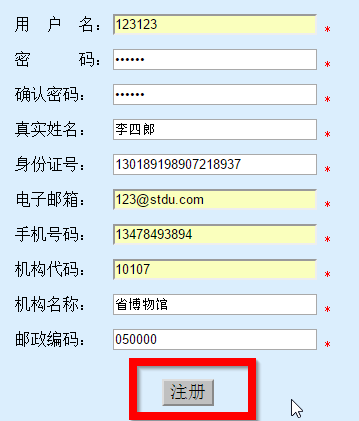 用 户 名： 123123 *
密 码： •••••• *
确认密码： •••••• *
真实姓名： 李四郎 *
身份证号： 130189198907218937 *
电子邮箱： 123@stdu.com *
手机号码： 13478493894 *
机构代码： 10107 *
机构名称： 省博物馆 *
邮政编码： 050000 *
注册